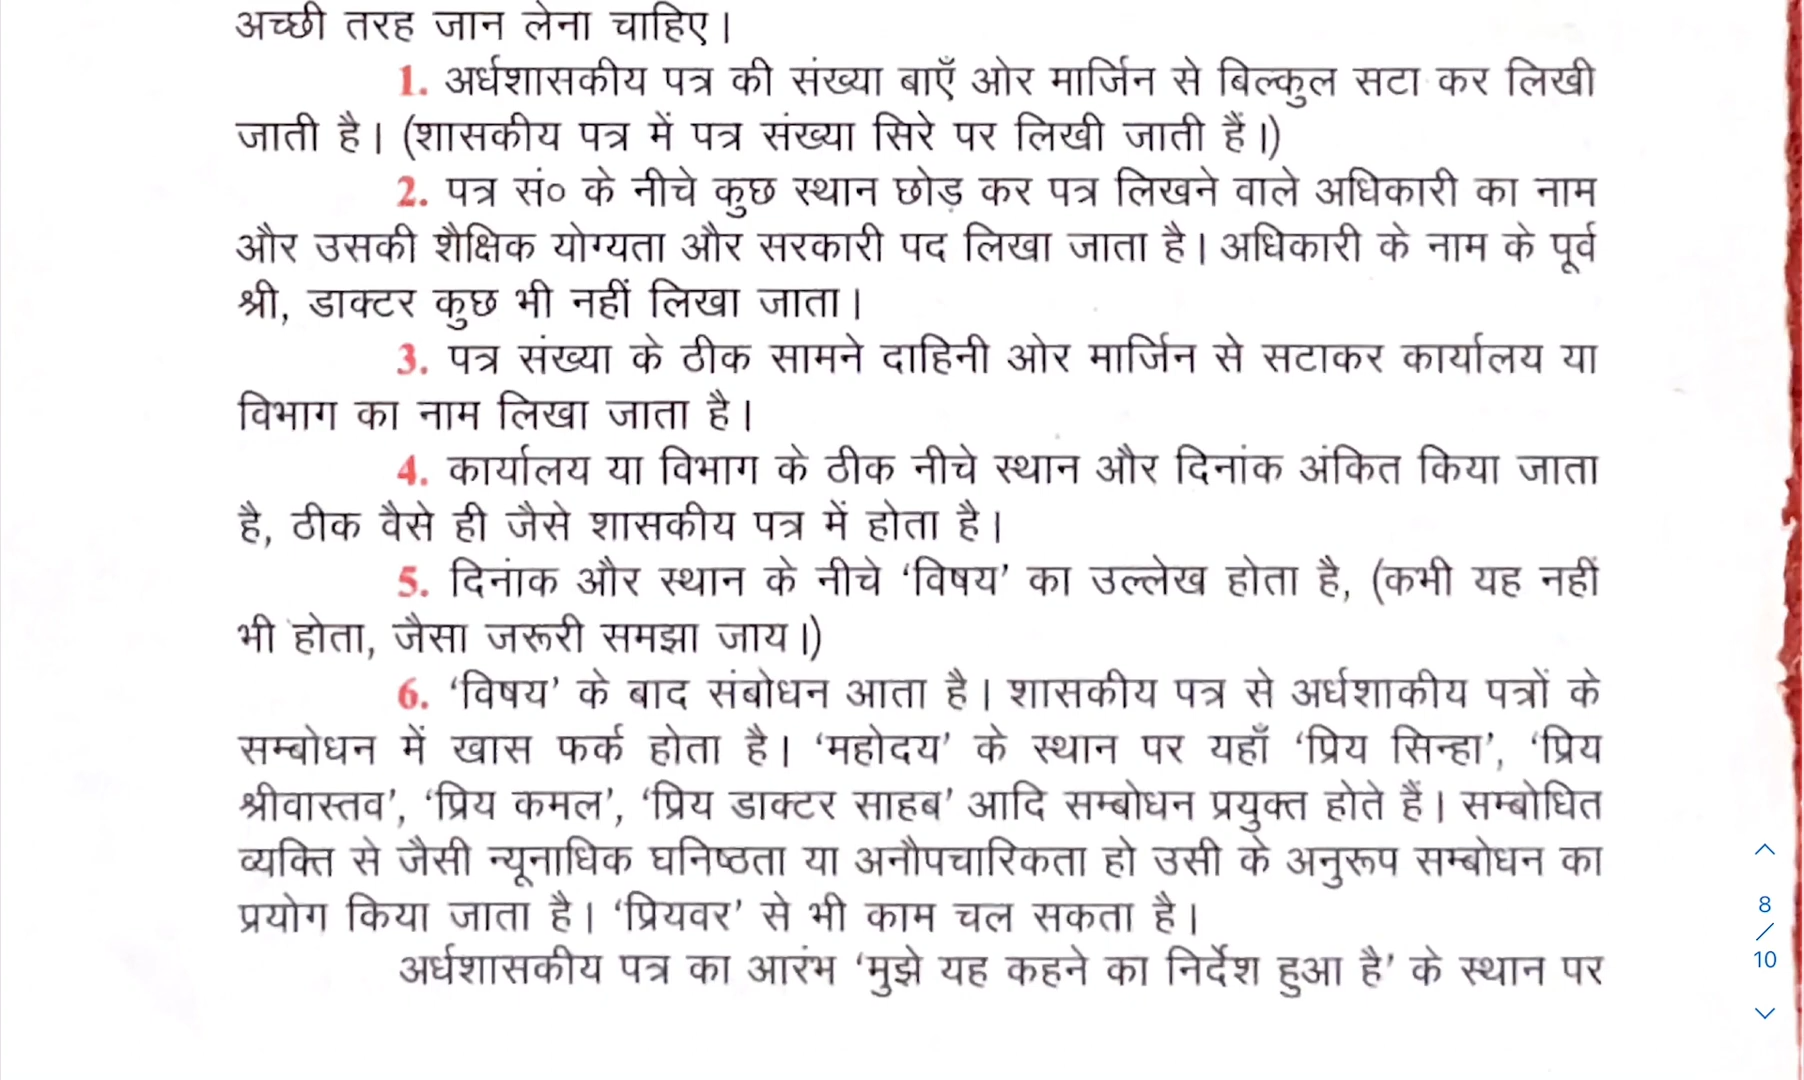 अच्छी तरह जान लेना चाहिए।
1. अर्धशासकीय पत्र की संख्या बाएँ ओर मार्जिन से बिल्कुल सटा कर लिखी
जाती है। (शासकीय पत्र में पत्र संख्या सिरे पर लिखी जाती हैं।)
2. पत्र सं० के नीचे कुछ स्थान छोड़ कर पत्र लिखने वाले अधिकारी का नाम
और उसकी शैक्षिक योग्यता और सरकारी पद लिखा जाता है। अधिकारी के नाम के पूर्व
श्री, डाक्टर कुछ भी नहीं लिखा जाता।
3. पत्र संख्या के ठीक सामने दाहिनी ओर मार्जिन से सटाकर कार्यालय या
विभाग का नाम लिखा जाता है।
4. कार्यालय या विभाग के ठीक नीचे स्थान और दिनांक अंकित किया जाता
है, ठीक वैसे ही जैसे शासकीय पत्र में होता है।
5. दिनांक और स्थान के नीचे ‘विषय’ का उल्लेख होता है, (कभी यह नहीं
भी होता, जैसा जरूरी समझा जाय।)
6. ‘विषय’ के बाद संबोधन आता है। शासकीय पत्र से अर्धशाकीय पत्रों के
सम्बोधन में खास फर्क होता है। ‘महोदय’ के स्थान पर यहाँ ‘प्रिय सिन्हा’, ‘प्रिय
श्रीवास्तव’, ‘प्रिय कमल’, ‘प्रिय डाक्टर साहब’ आदि सम्बोधन प्रयुक्त होते हैं। सम्बोधित
व्यक्ति से जैसी न्यूनाधिक घनिष्ठता या अनौपचारिकता हो उसी के अनुरूप सम्बोधन का
प्रयोग किया जाता है। ‘प्रियवर’ से भी काम चल सकता है।
अर्धशासकीय पत्र का आरंभ ‘मुझे यह कहने का निर्देश हुआ है’ के स्थान पर
8
/
10